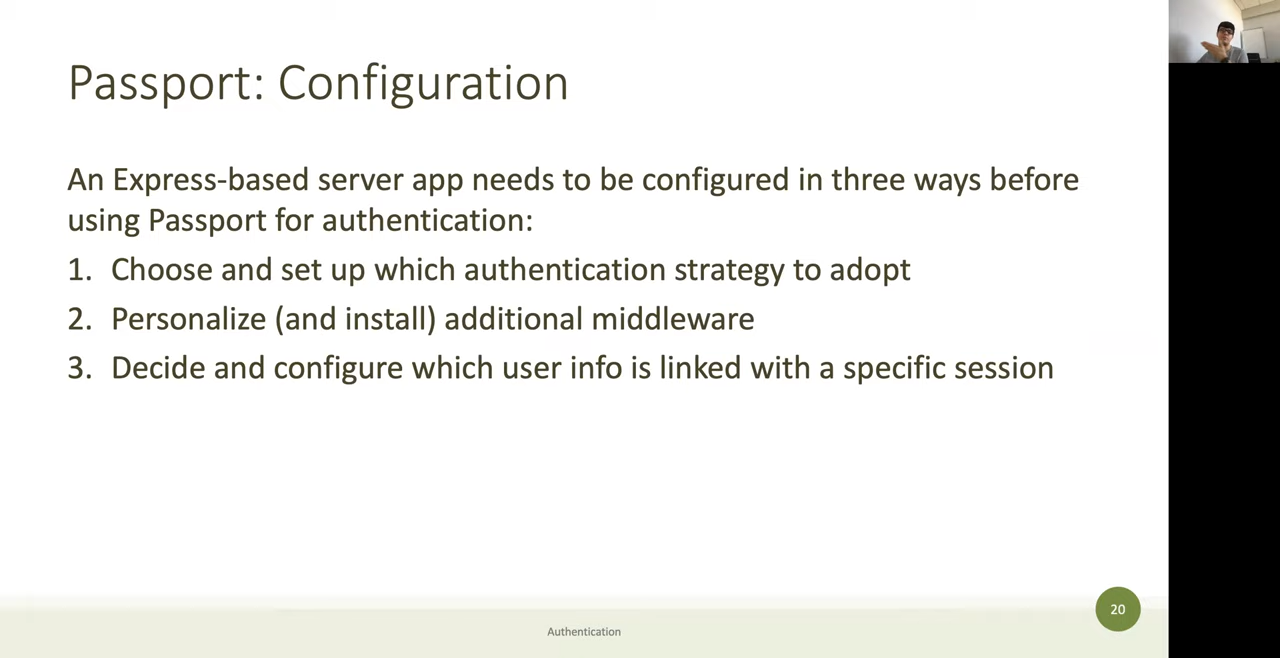 Passport: Configuration
An Express-based server app needs to be configured in three ways before
using Passport for authentication:
1. Choose and set up which authentication strategy to adopt
2. Personalize (and install) additional middleware
3. Decide and configure which user info is linked with a specific session
20
Authentication